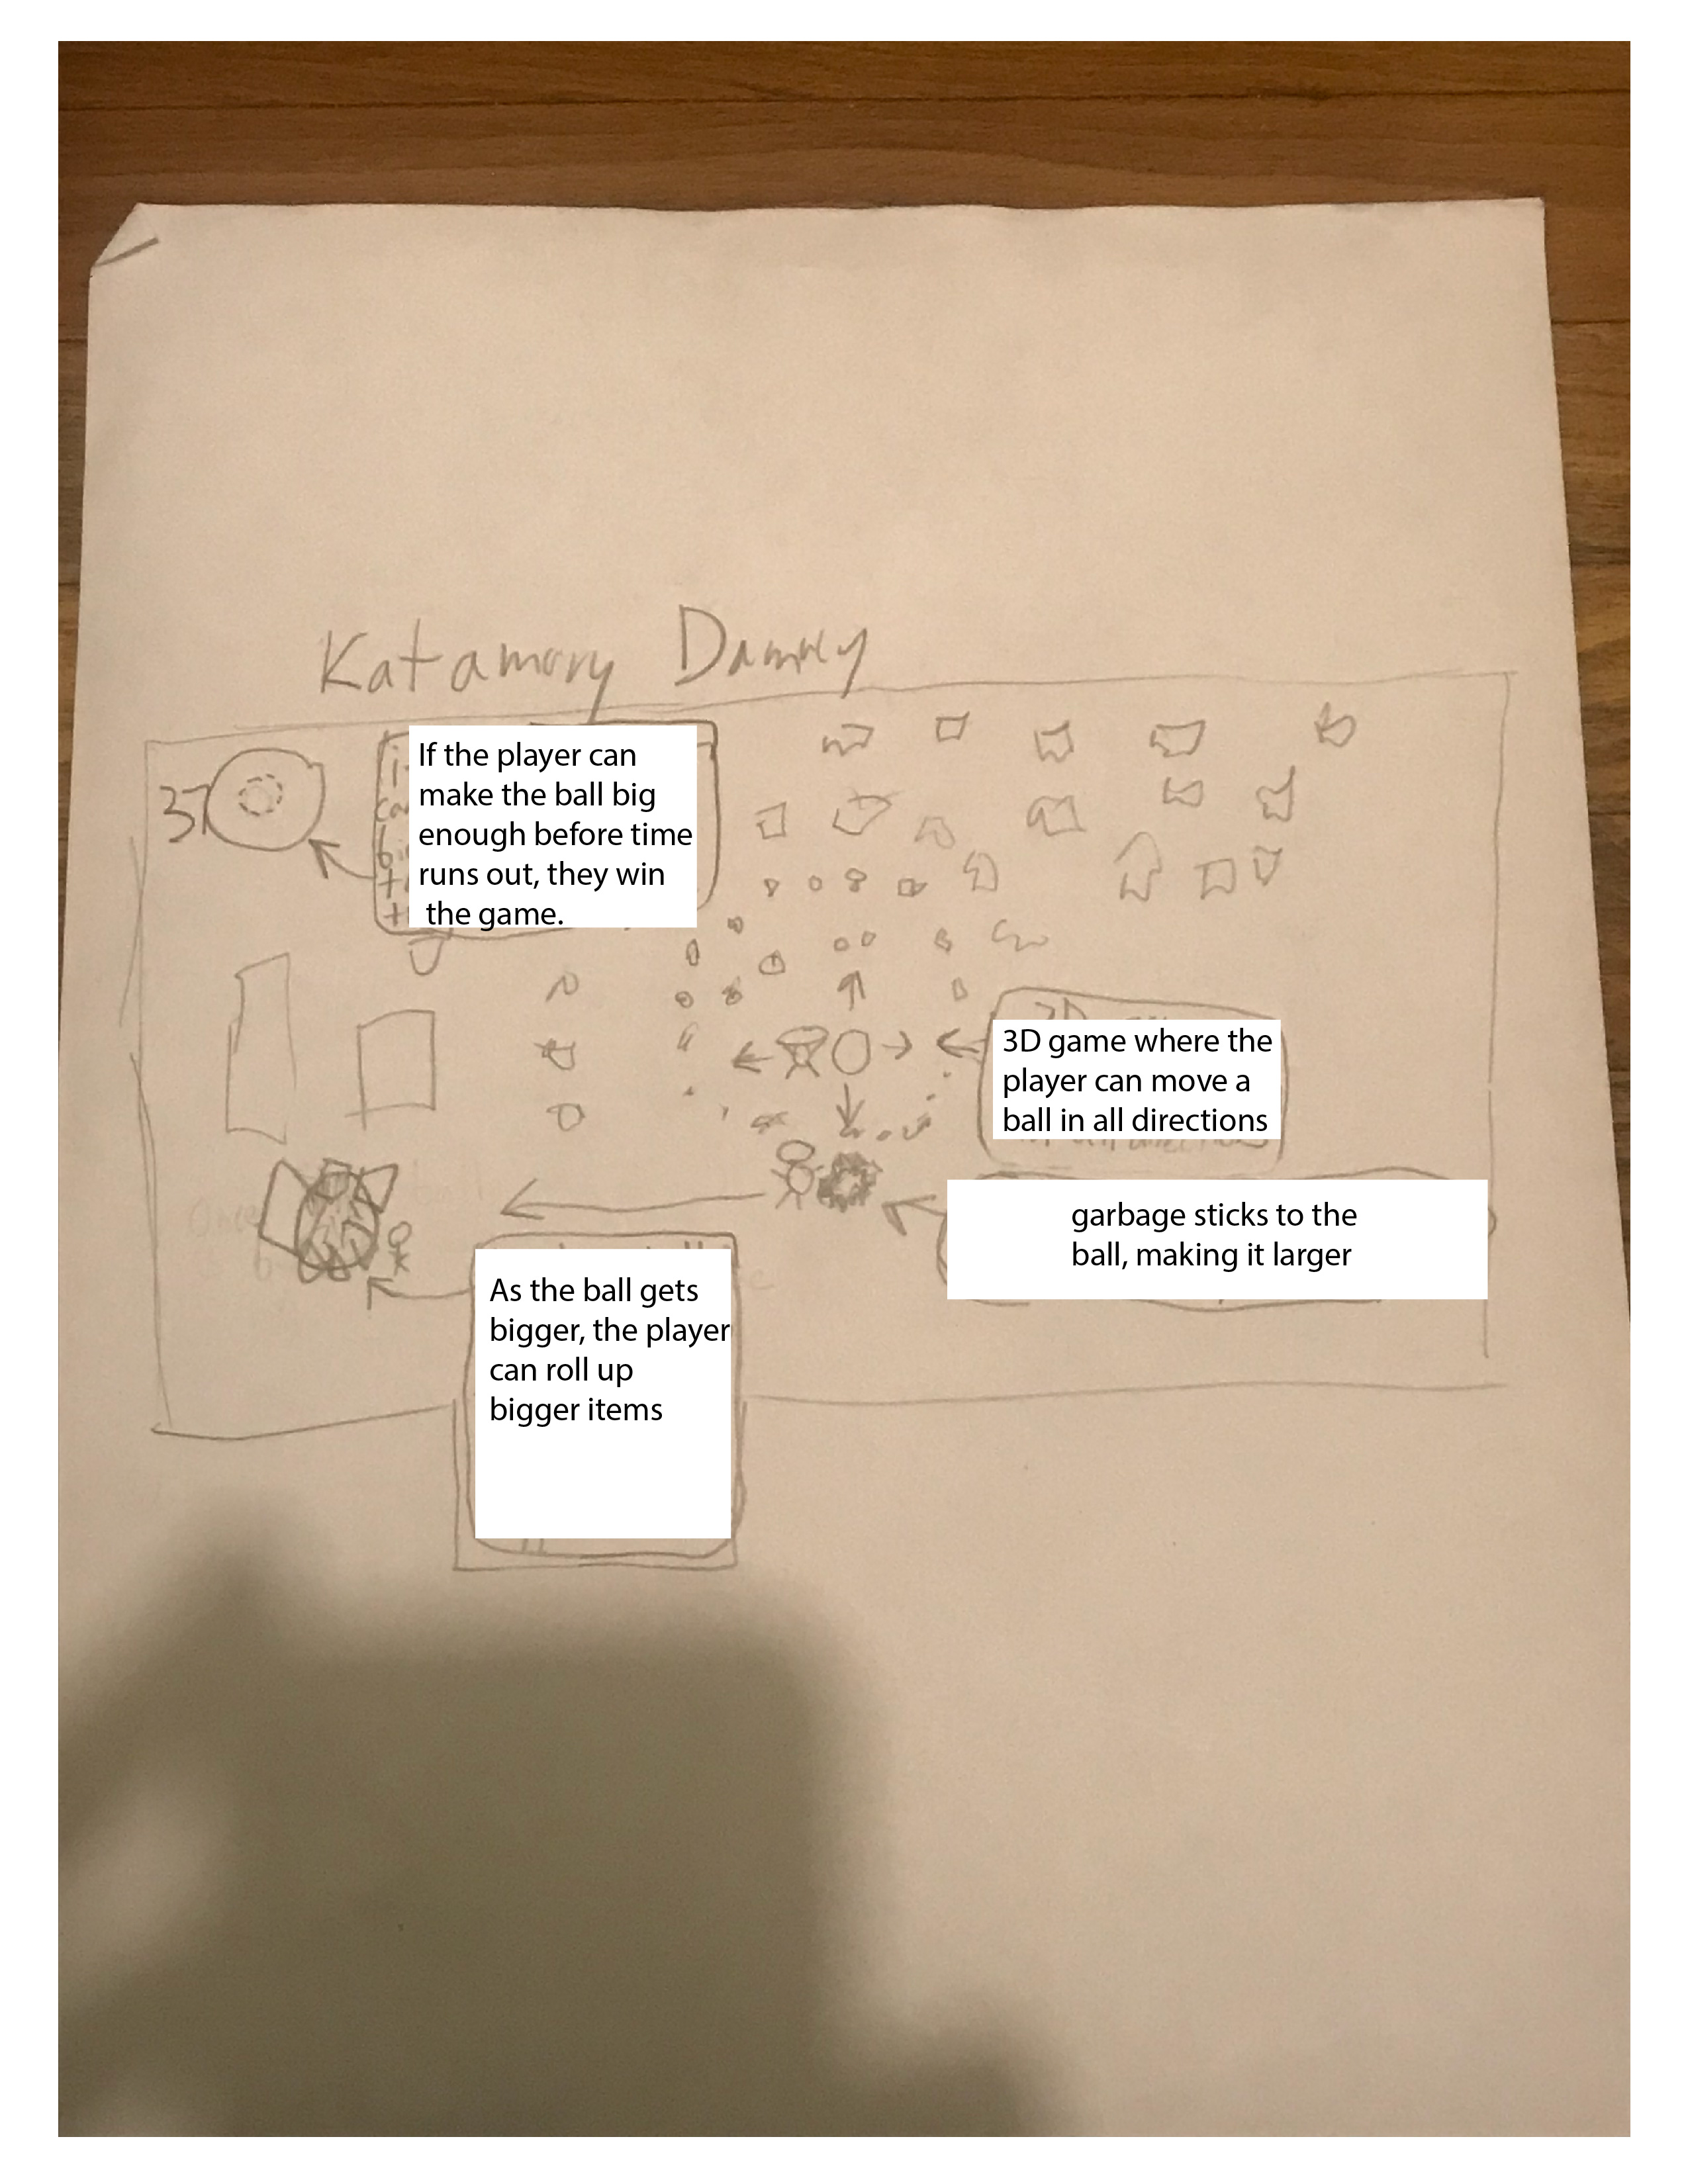 Katamary Damacy
37
If the player can
make the ball big
enough before time
runs out, they win
the game.
3D game where the
player can move a
ball in all directions
garbage sticks to the
ball, making it larger
As the ball gets
bigger, the player
can roll up
bigger items